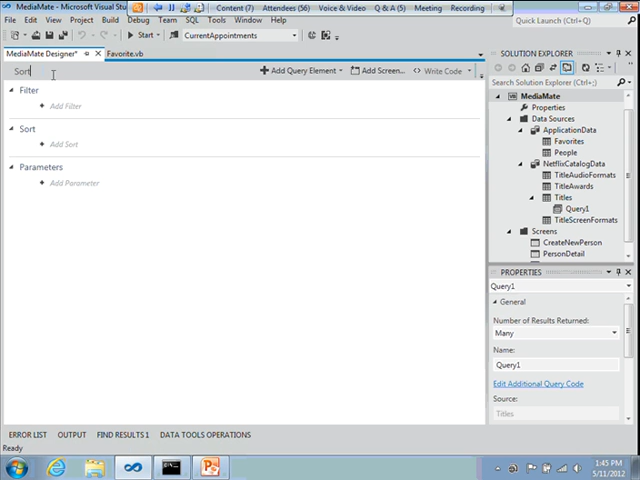 MediaMate - Microsoft Visual Stu
Content (7) Attendees (56) Voice & Video Q & A (5) Meeting Recording
File Edit View Project Build Debug Team SQL Tools Window
Quick Launch (Ctrl+Q)
Start
CurrentAppointments
MediaMate Designer* Favorite.vb
Sort
Add Query Element Add Screen... Write Code
Filter
Add Filter
Sort
Add Sort
Parameters
Add Parameter
SOLUTION EXPLORER
Search Solution Explorer (Ctrl+;)
MediaMate
Properties
Data Sources
ApplicationData
Favorites
People
NetflixCatalogData
TitleAudioFormats
TitleAwards
Titles
Query1
TitleScreenFormats
Screens
CreateNewPerson
PersonDetail
PROPERTIES
Query1
General
Number of Results Returned:
Many
Name:
Query1
Edit Additional Query Code
Source:
Titles
ERROR LIST OUTPUT FIND RESULTS 1 DATA TOOLS OPERATIONS
Ready
1:45 PM
5/11/2012